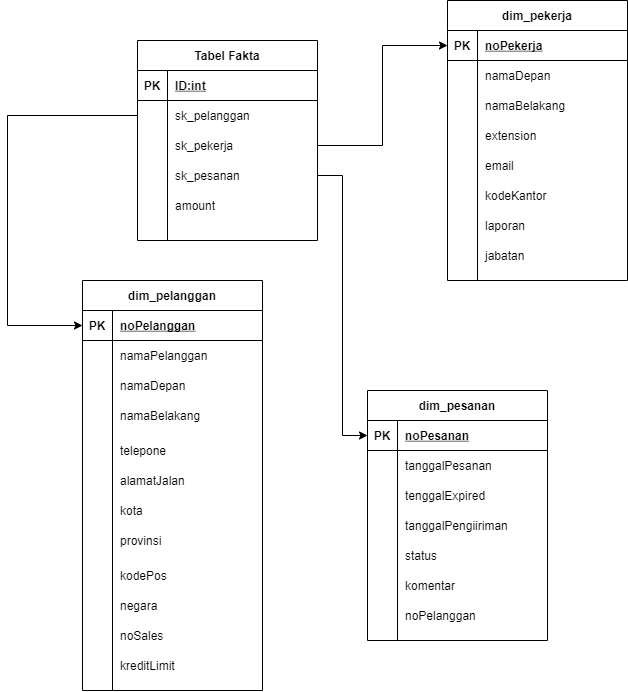 Tabel Fakta
PK ID:int
sk_pelanggan
sk_pekerja
sk_pesanan
amount
dim_pekerja
PK noPekerja
namaDepan
namaBelakang
extension
email
kodeKantor
laporan
jabatan
dim_pelanggan
PK noPelanggan
namaPelanggan
namaDepan
namaBelakang
telepone
alamatJalan
kota
provinsi
kodePos
negara
noSales
kreditLimit
dim_pesanan
PK noPesanan
tanggalPesanan
tenggalExpired
tanggalPengiiriman
status
komentar
noPelanggan